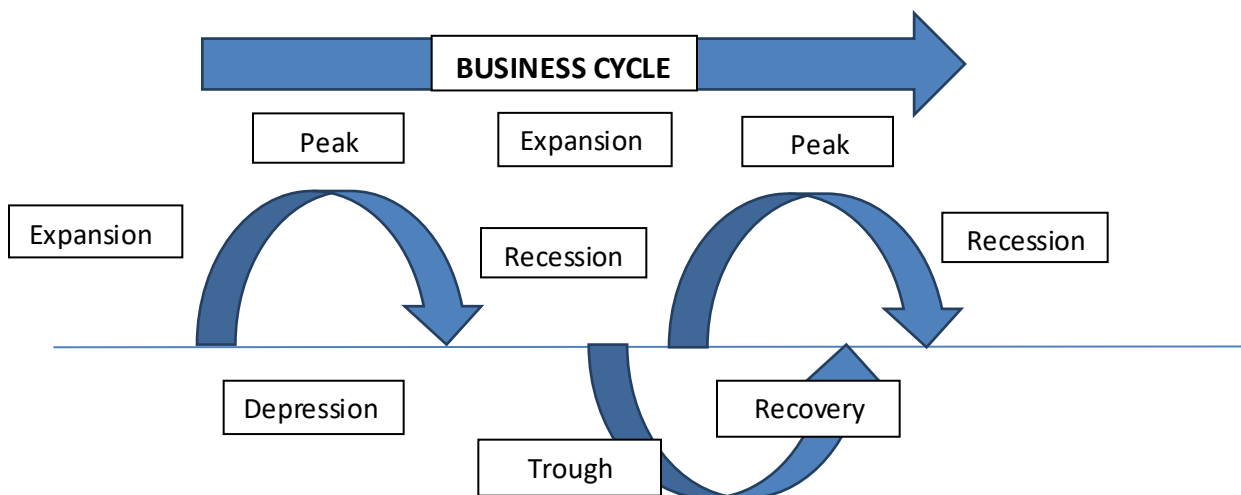 BUSINESS CYCLE
Peak
Expansion
Peak
Expansion
Recession
Recession
Depression
Recovery
Trough